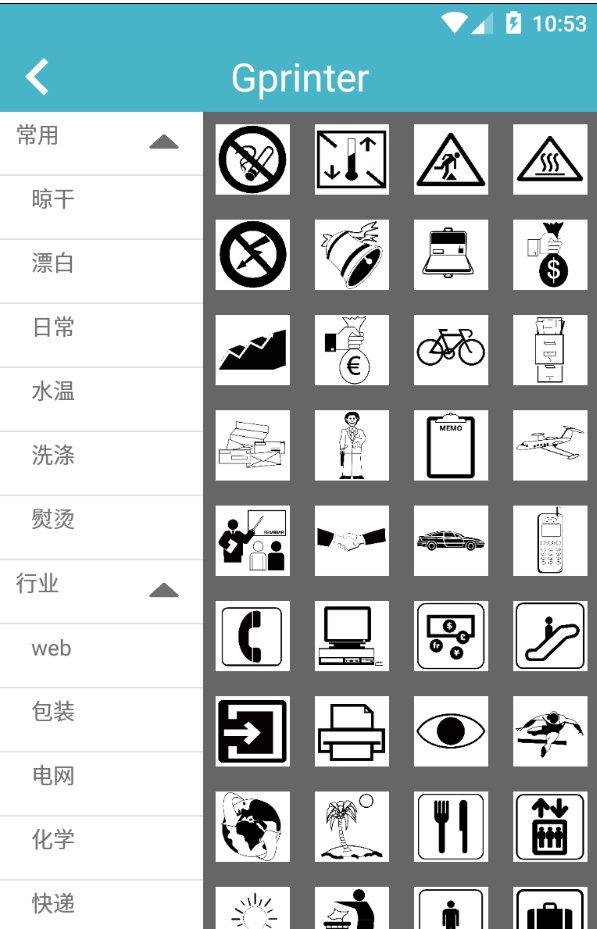 10:53
Gprinter
常用
晾干
漂白
日常
水温
洗涤
熨烫
行业
web
包装
电网
化学
快递
$
€
MEMO
SEMINAR
$
£
¥